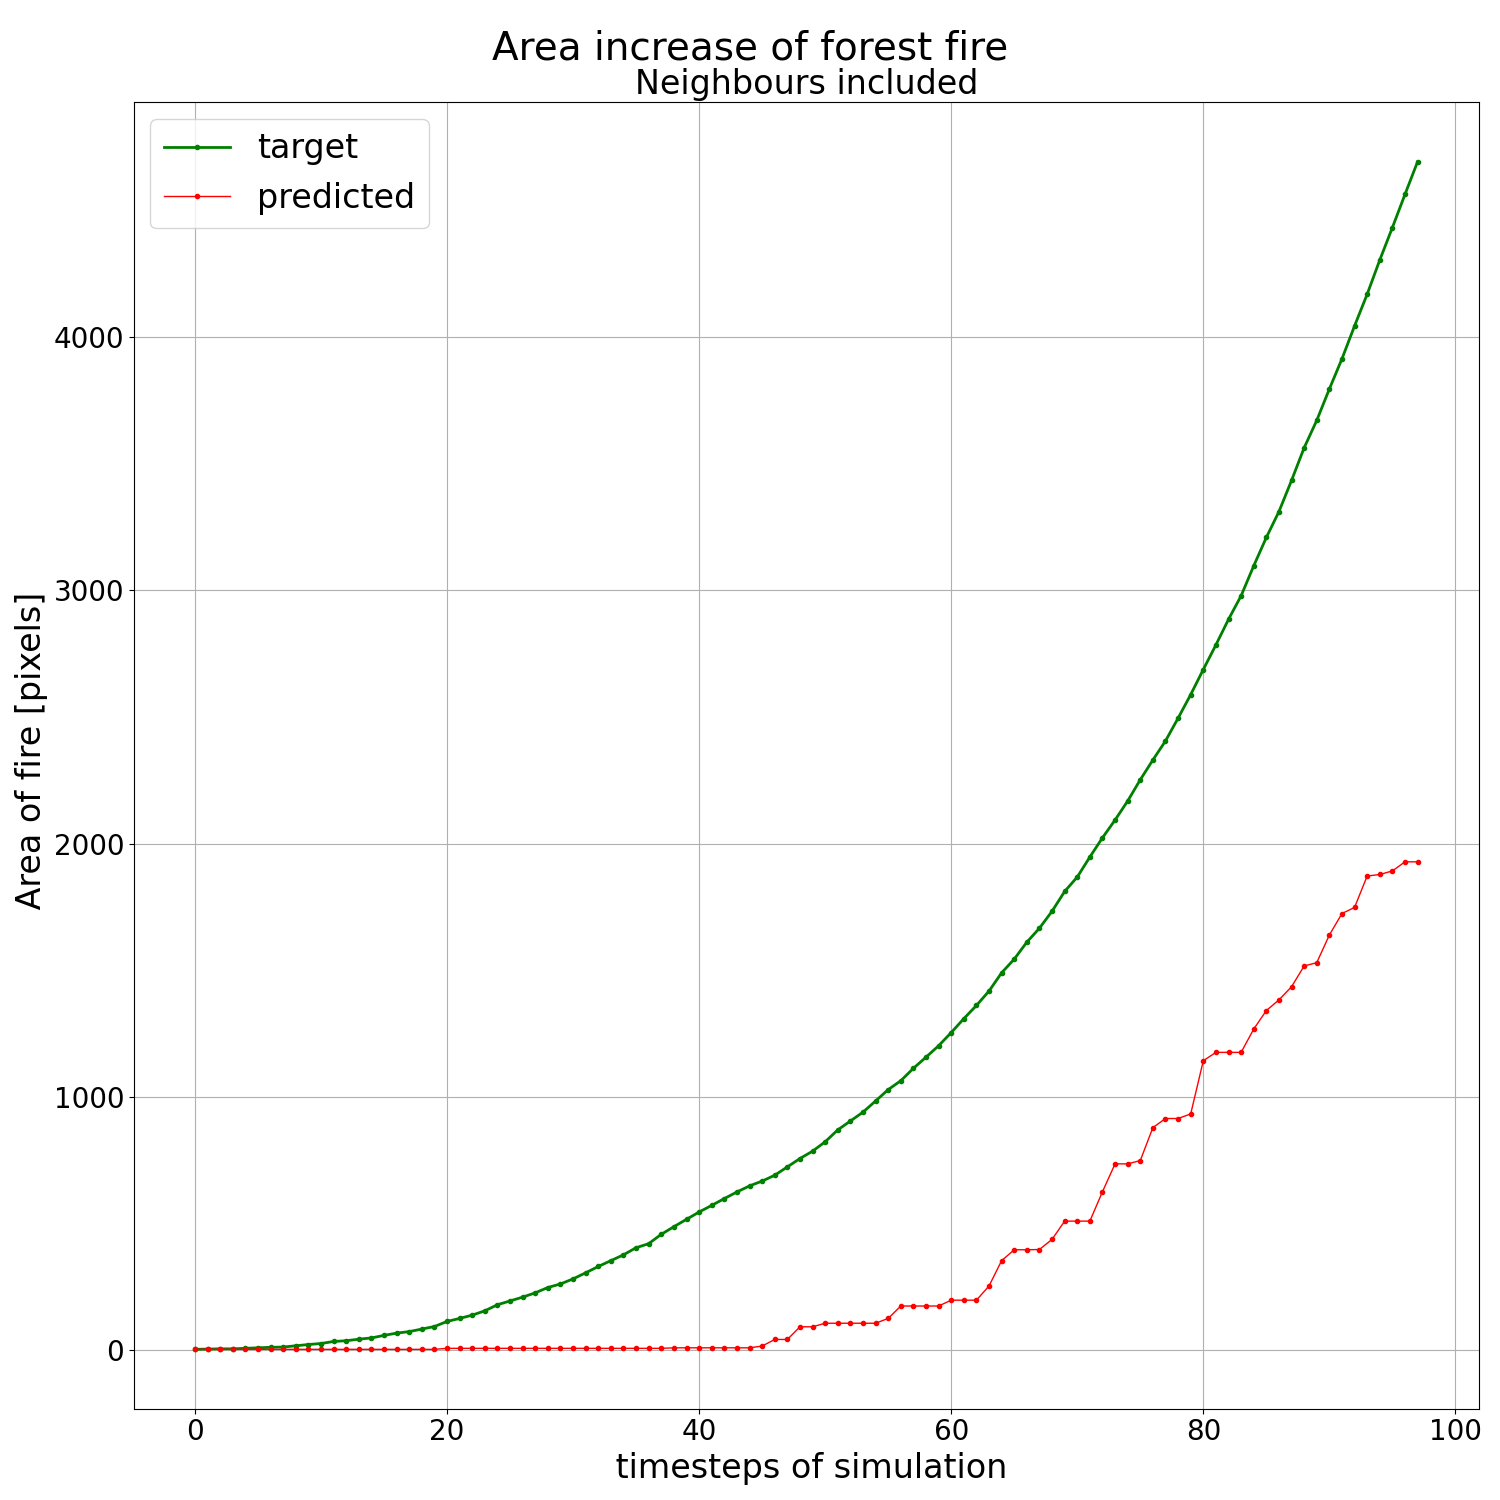 Area increase of forest fire
Neighbours included
target
predicted
Area of fire [pixels]
4000
3000
2000
1000
0
0 20 40 60 80 100
timesteps of simulation